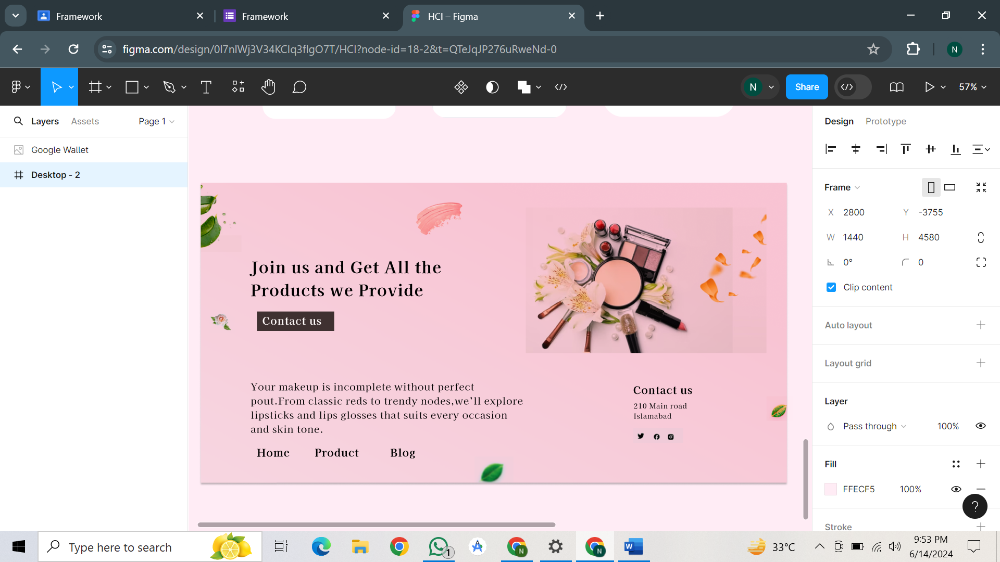 Framework
Framework
HCI – Figma
figma.com/design/0l7nlWj3V34KCIq3flgO7T/HCI?node-id=18-2&t=QTeJqJP276uRweNd-0
N
N
Share
57%
Layers
Assets
Page 1
Google Wallet
Desktop - 2
Join us and Get All the
Products we Provide
Contact us
Your makeup is incomplete without perfect
pout.From classic reds to trendy nodes,we’ll explore
lipsticks and lips glosses that suits every occasion
and skin tone.
Home
Product
Blog
Contact us
210 Main road
Islamabad
Design
Prototype
Frame
X 2800
Y -3755
W 1440
H 4580
0°
0
Clip content
Auto layout
Layout grid
Layer
Pass through
100%
Fill
FFECF5
100%
?
Stroke
Type here to search
1
N
N
W
33°C
9:53 PM
6/14/2024